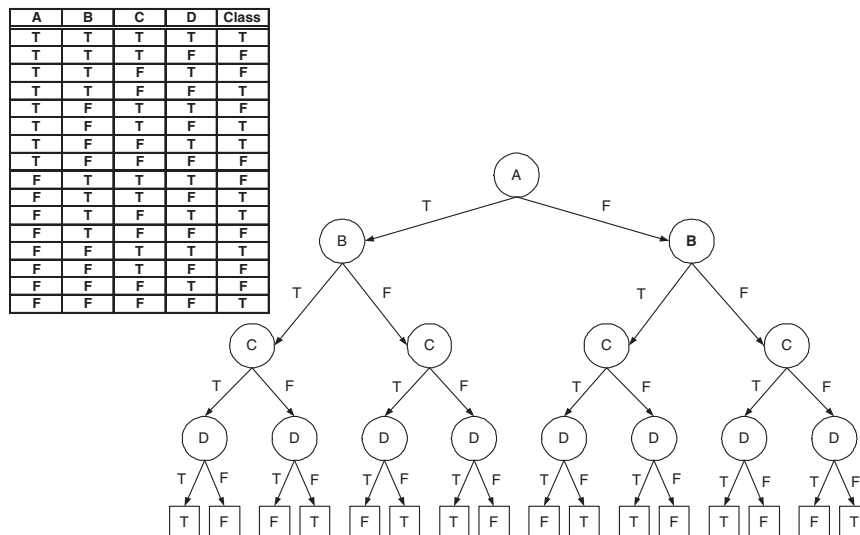 A B C D Class
T T T T T
T T T F F
T T F T F
T T F F T
T F T T F
T F T F T
T F F T T
T F F F F
F T T T F
F T T F T
F T F T T
F T F F F
F F T T T
F F T F F
F F F T F
F F F F T
A
T F
B B
T F T F
C C C C
T F T F T F T F
D D D D D D D D
T F T F T F T F T F T F T F T F
T F F T F T T F F T T F T F F T